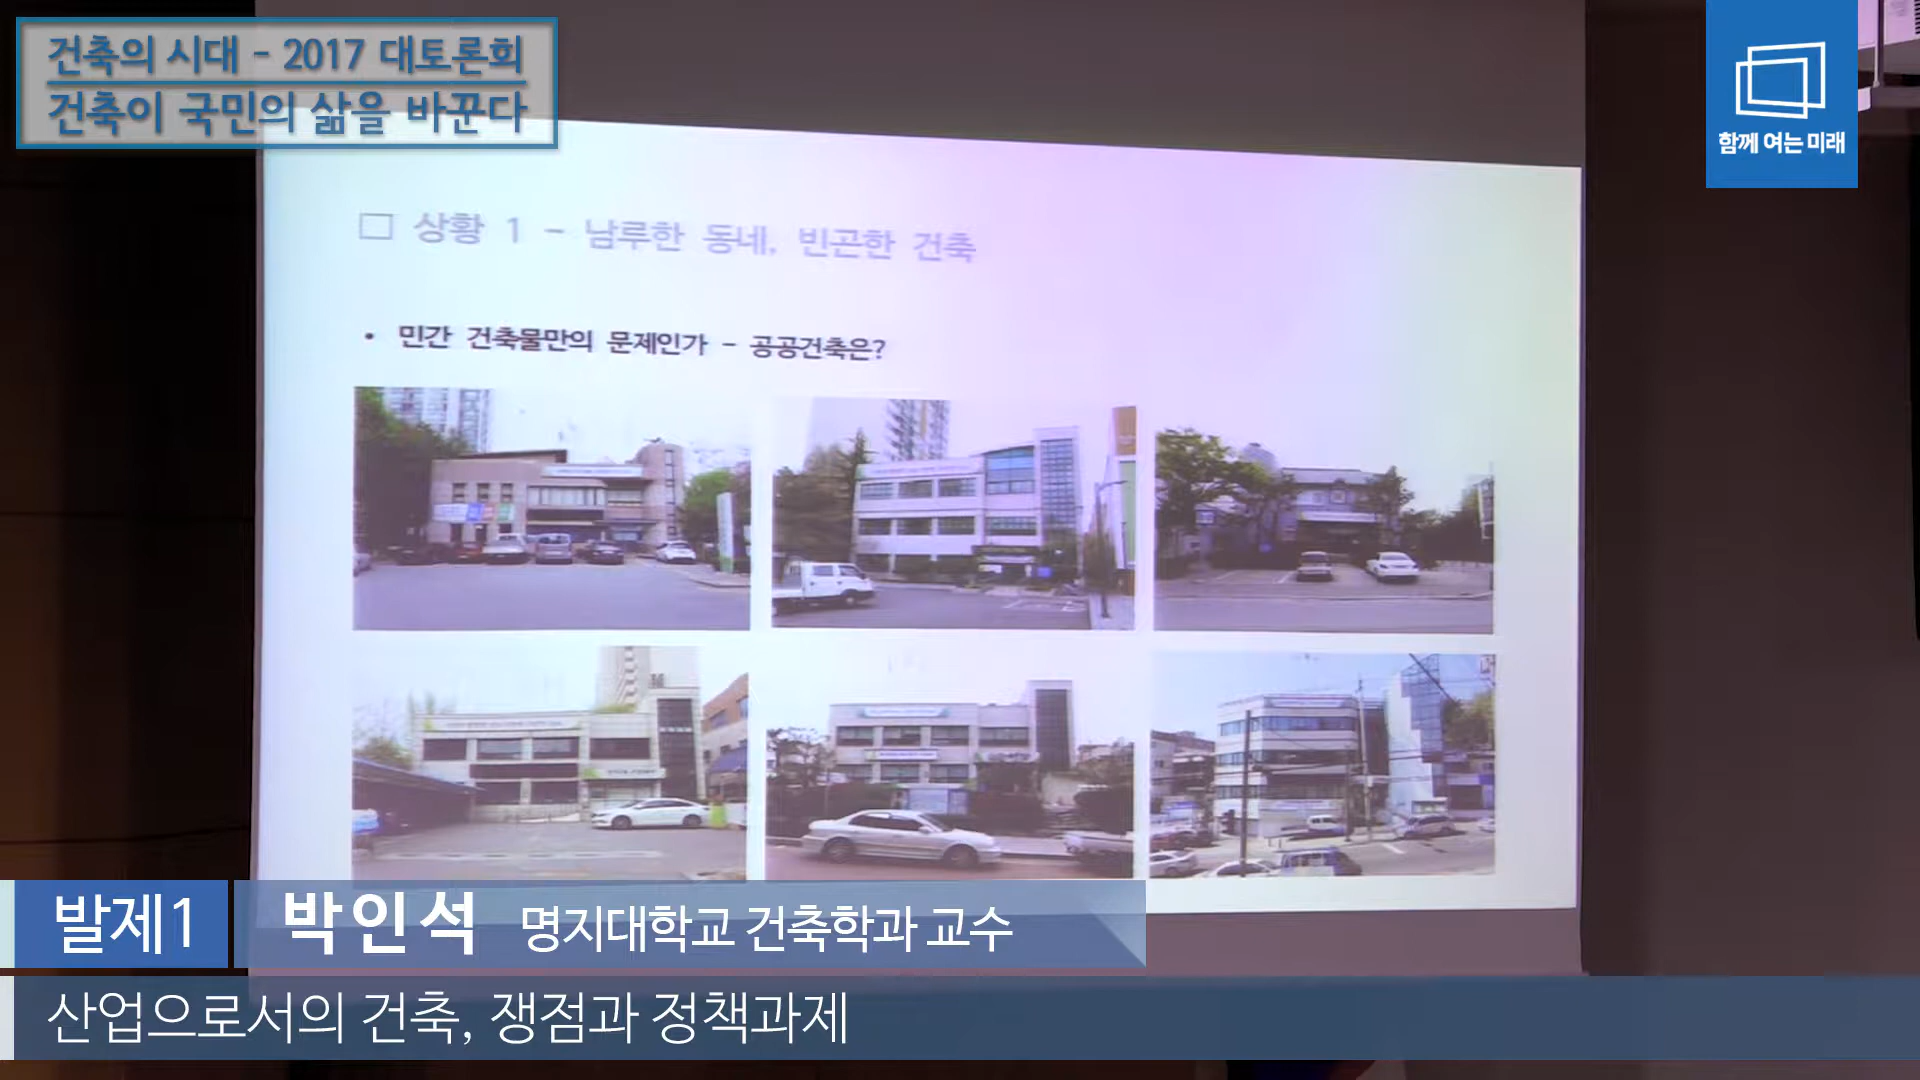 건축의 시대 - 2017 대토론회
건축이 국민의 삶을 바꾼다
함께 여는 미래
□ 상황 1 - 남루한 동네, 빈곤한 건축
• 민간 건축물만의 문제인가 - 공공건축은?
발제1
박인석 명지대학교 건축학과 교수
산업으로서의 건축, 쟁점과 정책과제